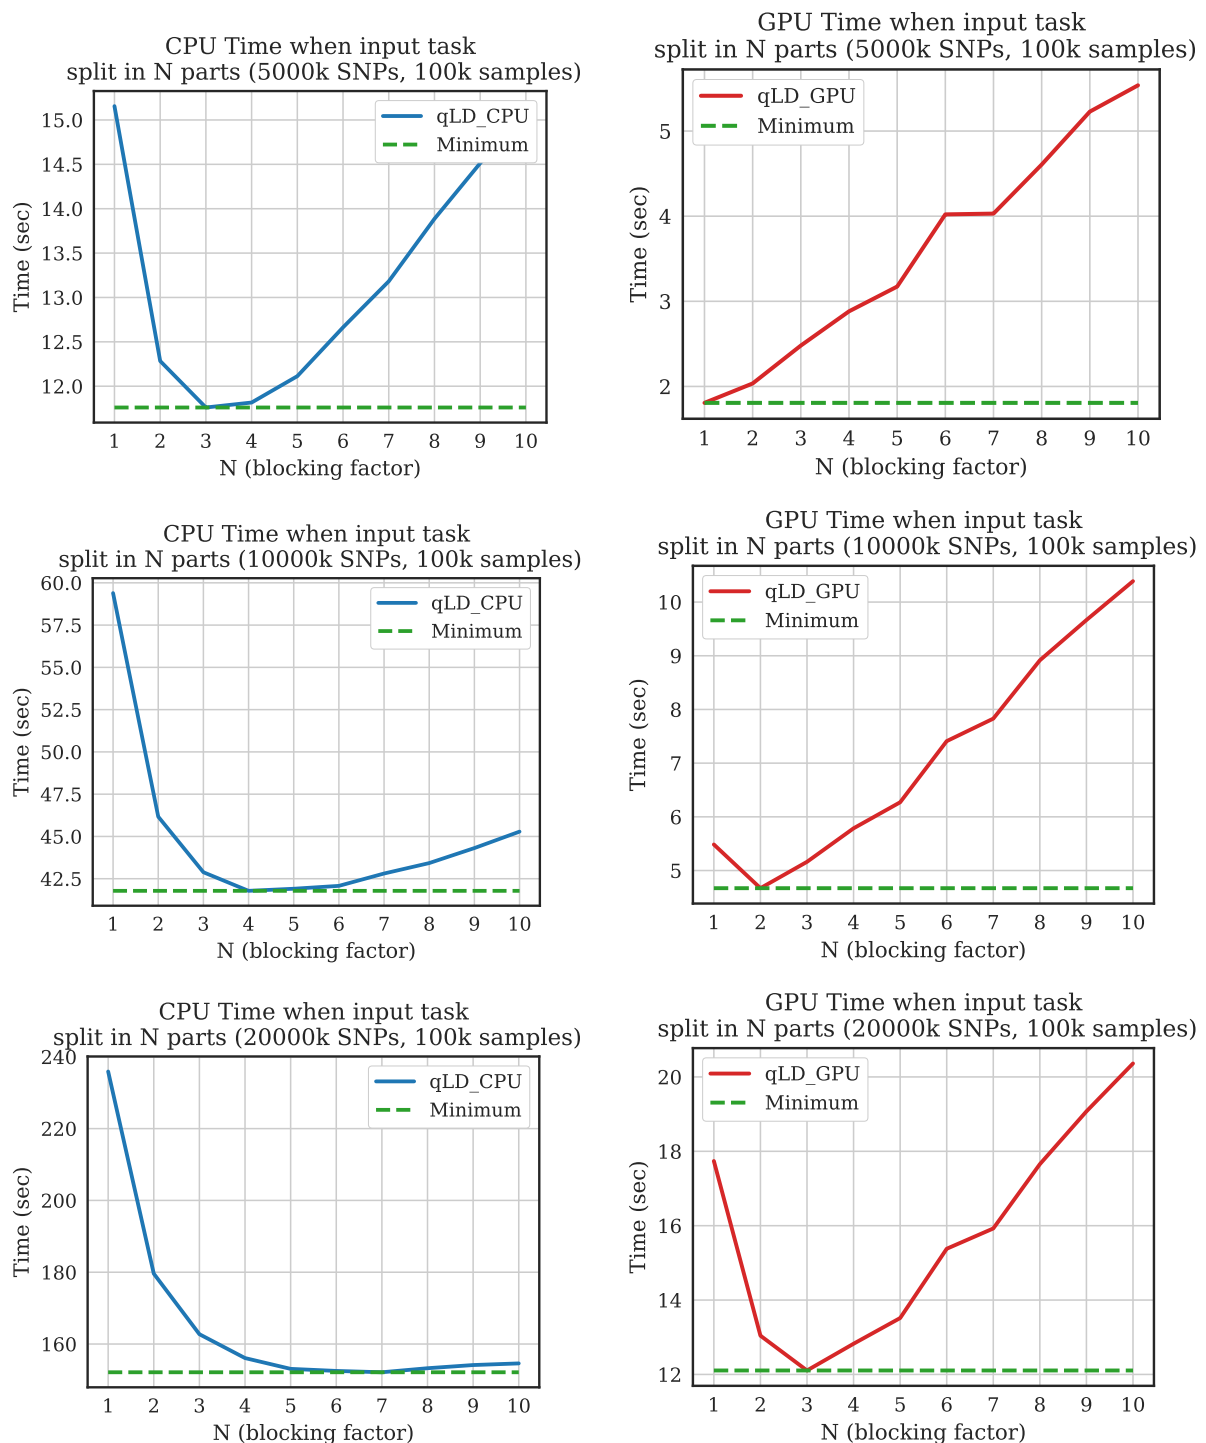 CPU Time when input task
split in N parts (5000k SNPs, 100k samples)
qLD_CPU
Minimum
15.0
14.5
14.0
13.5
13.0
12.5
12.0
Time (sec)
1 2 3 4 5 6 7 8 9 10
N (blocking factor)
GPU Time when input task
split in N parts (5000k SNPs, 100k samples)
qLD_GPU
Minimum
5
4
3
2
Time (sec)
1 2 3 4 5 6 7 8 9 10
N (blocking factor)
CPU Time when input task
split in N parts (10000k SNPs, 100k samples)
qLD_CPU
Minimum
60.0
57.5
55.0
52.5
50.0
47.5
45.0
42.5
Time (sec)
1 2 3 4 5 6 7 8 9 10
N (blocking factor)
GPU Time when input task
split in N parts (10000k SNPs, 100k samples)
qLD_GPU
Minimum
10
9
8
7
6
5
Time (sec)
1 2 3 4 5 6 7 8 9 10
N (blocking factor)
CPU Time when input task
split in N parts (20000k SNPs, 100k samples)
qLD_CPU
Minimum
240
220
200
180
160
Time (sec)
1 2 3 4 5 6 7 8 9 10
N (blocking factor)
GPU Time when input task
split in N parts (20000k SNPs, 100k samples)
qLD_GPU
Minimum
20
18
16
14
12
Time (sec)
1 2 3 4 5 6 7 8 9 10
N (blocking factor)